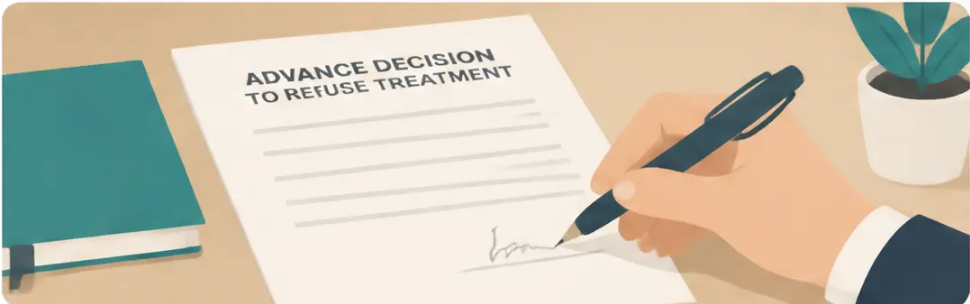 ADVANCE DECISION
TO REFUSE TREATMENT